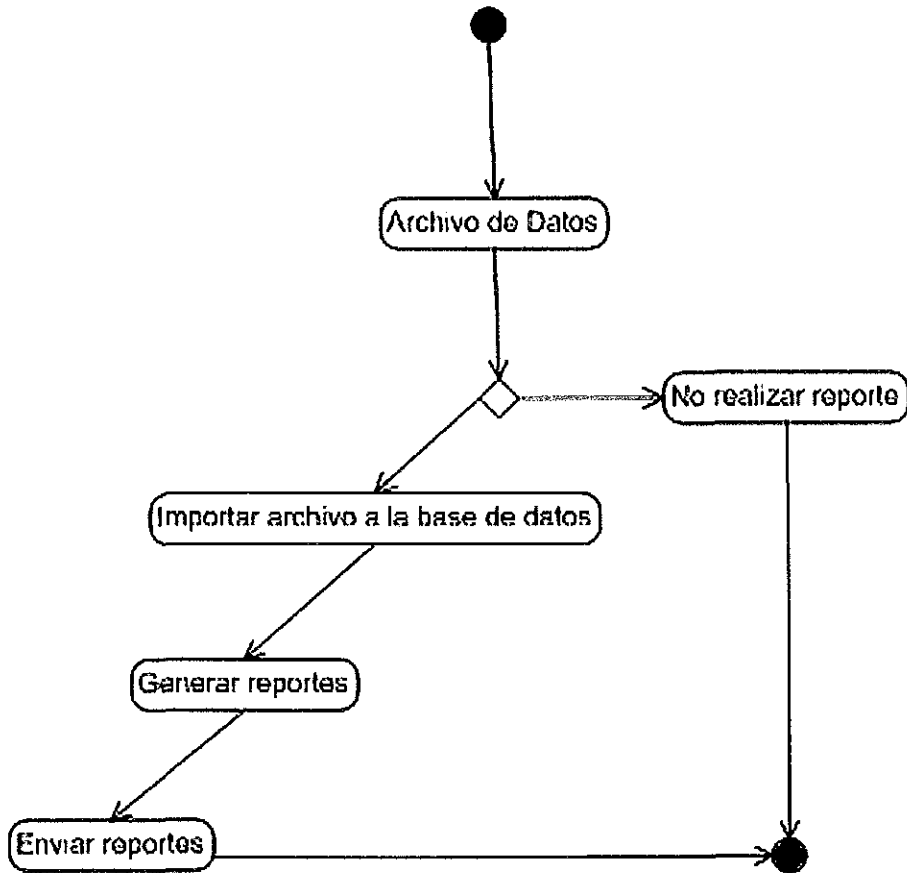 Archivo de Datos
No realizar reporte
Importar archivo a la base de datos
Generar reportes
Enviar reportes